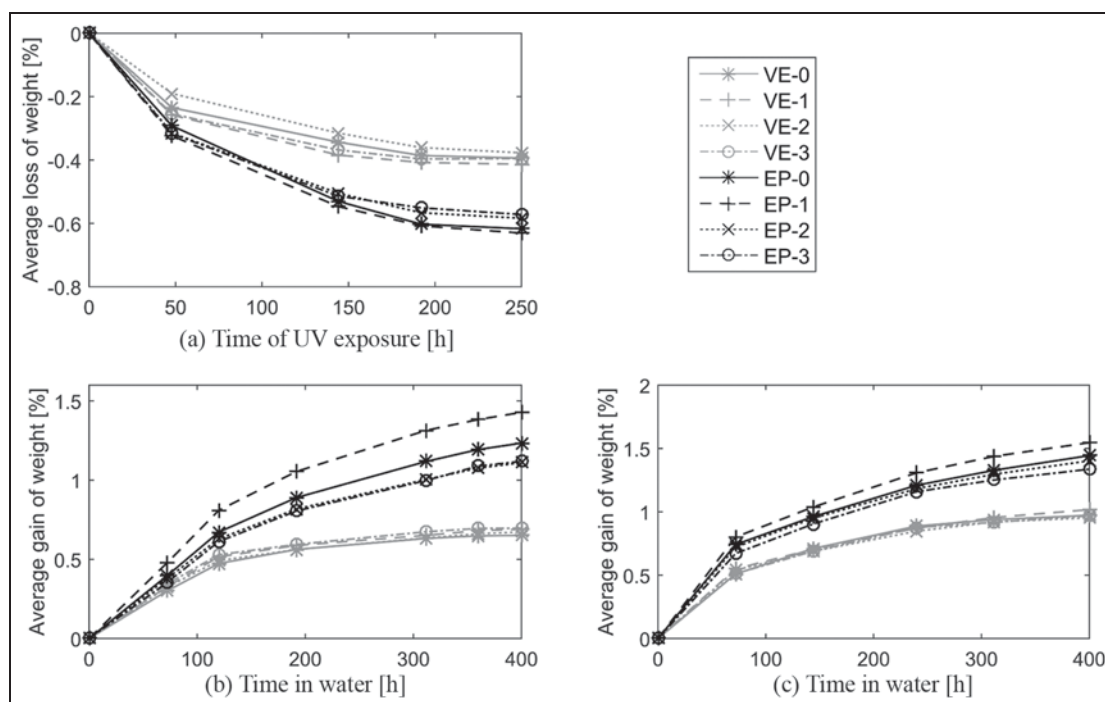 0
-0.2
-0.4
-0.6
-0.8
Average loss of weight [%]
0 50 100 150 200 250
(a) Time of UV exposure [h]
VE-0
VE-1
VE-2
VE-3
EP-0
EP-1
EP-2
EP-3
1.5
1
0.5
0
Average gain of weight [%]
0 100 200 300 400
(b) Time in water [h]
2
1.5
1
0.5
0
Average gain of weight [%]
0 100 200 300 400
(c) Time in water [h]